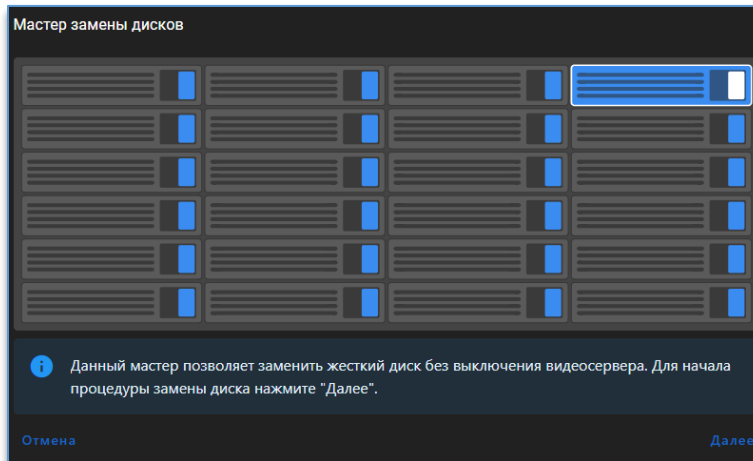 Мастер замены дисков
Данный мастер позволяет заменить жесткий диск без выключения видеосервера. Для начала
процедуры замены диска нажмите "Далее".
Отмена
Далее